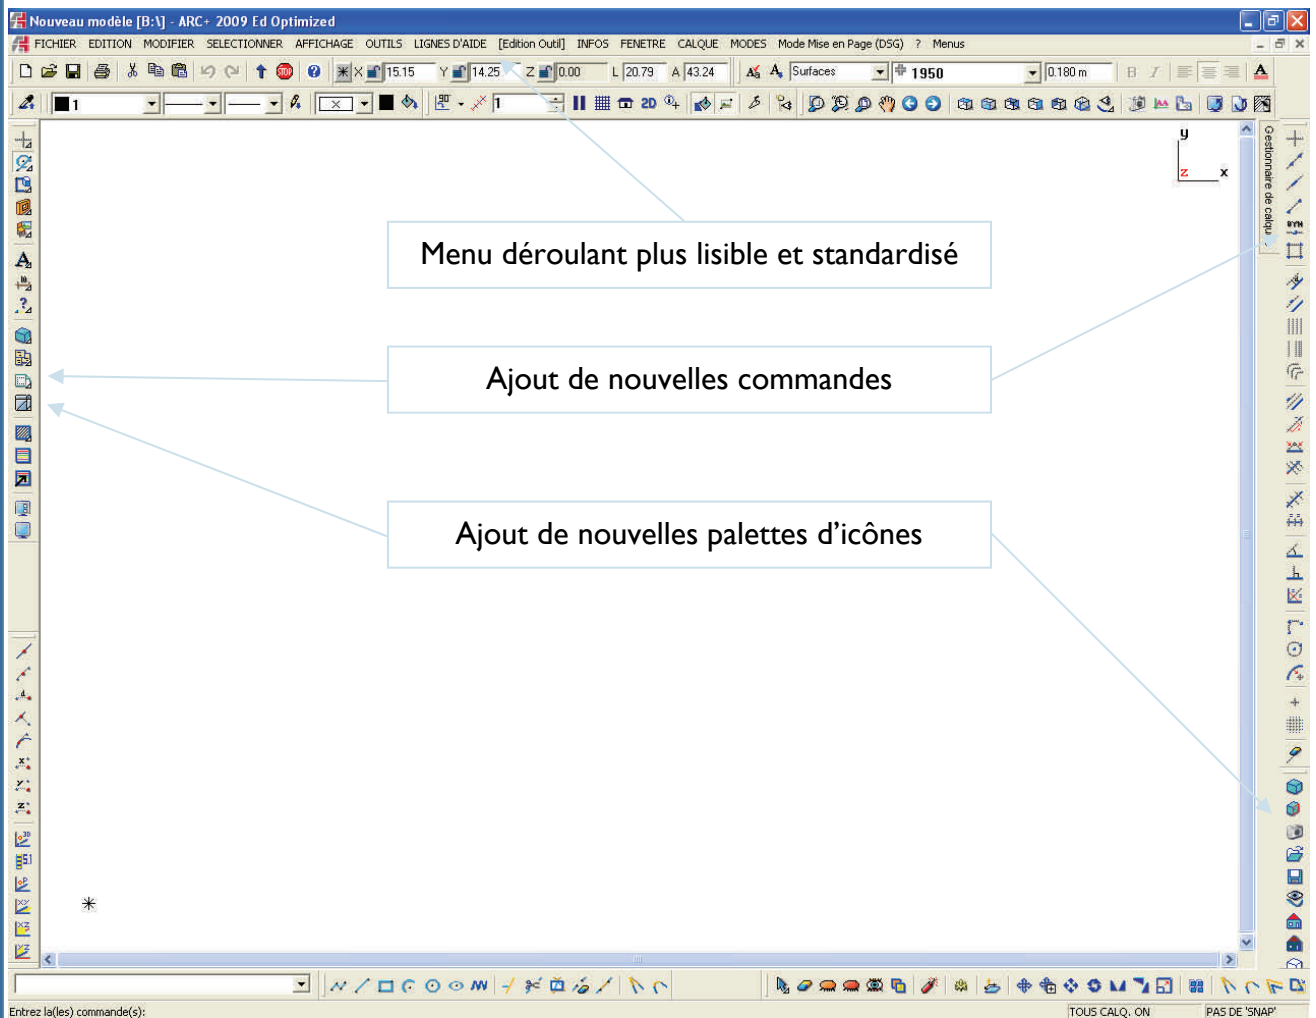 Nouveau modèle [B:\] - ARC+ 2009 Ed Optimized
FICHIER EDITION MODIFIER SELECTIONNER AFFICHAGE OUTILS LIGNES D'AIDE [Edition Outil] INFOS FENETRE CALQUE MODES Mode Mise en Page (DSG) ? Menus
X 15.15 Y 14.25 Z 0.00 L 20.79 A 43.24 Surfaces 1950 0.180 m B I A
1 1 2D
y
z x
Gestionnaire de calqu
Menu déroulant plus lisible et standardisé
Ajout de nouvelles commandes
Ajout de nouvelles palettes d'icônes
Entrez la(les) commande(s): TOUS CALQ. ON PAS DE 'SNAP'